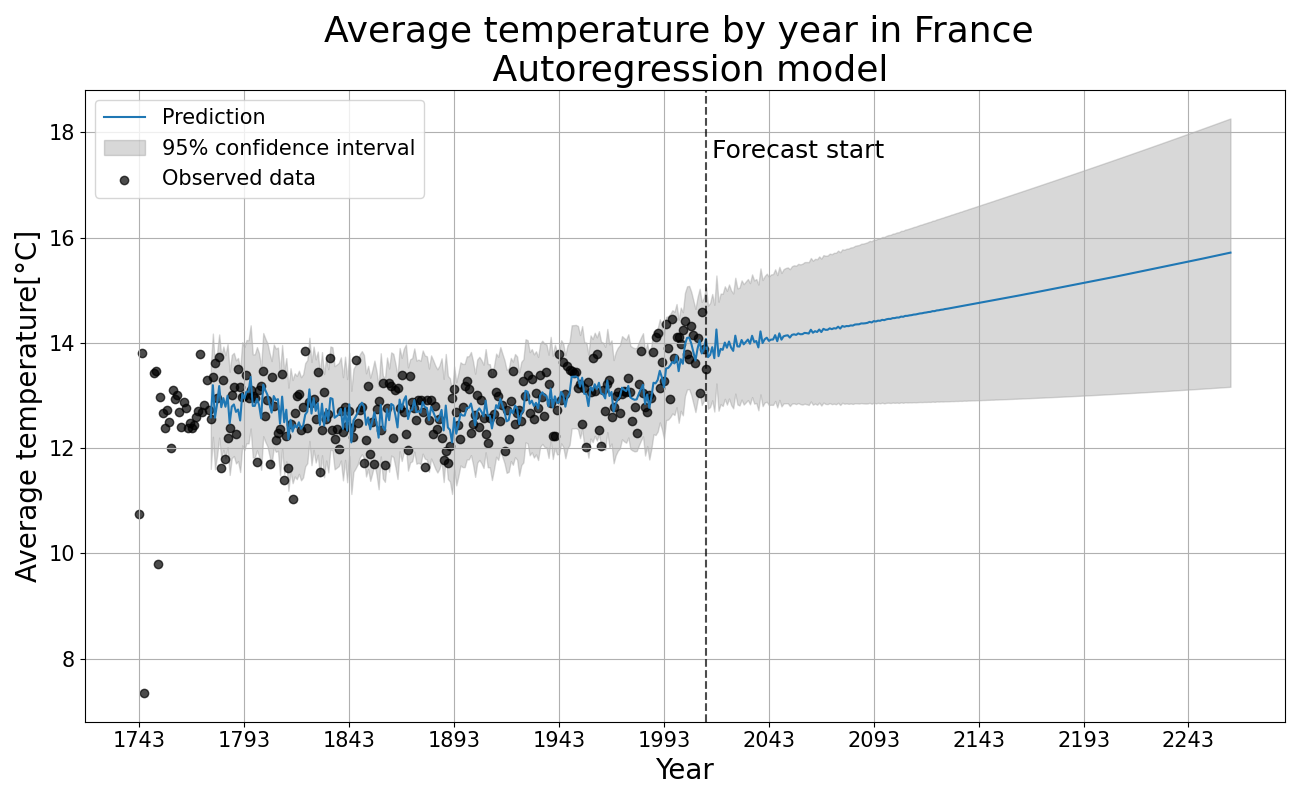 Average temperature by year in France
Autoregression model
Prediction
95% confidence interval
Observed data
Forecast start
Average temperature[°C]
18
16
14
12
10
8
1743 1793 1843 1893 1943 1993 2043 2093 2143 2193 2243
Year